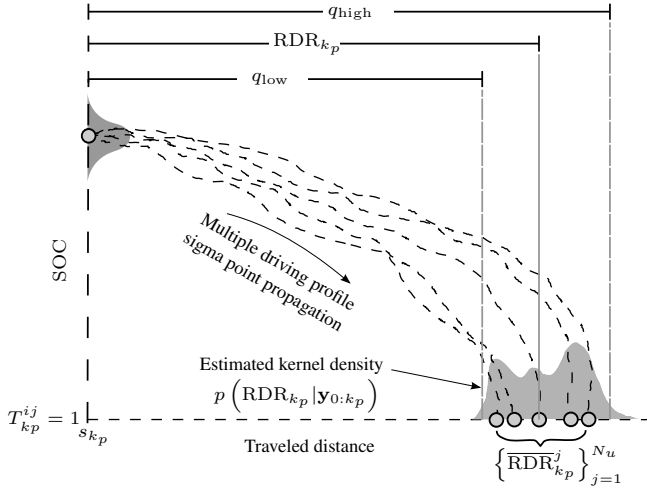 q_high
RDR_{k_p}
q_low
SOC
Multiple driving profile
sigma point propagation
Estimated kernel density
p (RDR_{k_p} | y_{0:k_p})
T^{ij}_{kp} = 1
s_{k_p}
Traveled distance
{\overline{RDR}^j_{k_p}}^{N_u}_{j=1}